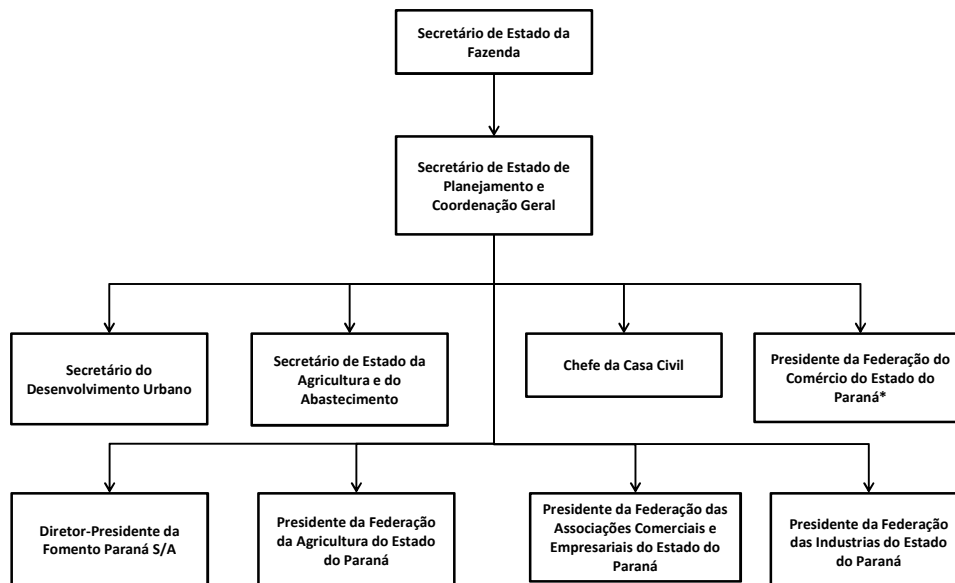 Secretário de Estado da
Fazenda
Secretário de Estado de
Planejamento e
Coordenação Geral
Secretário do
Desenvolvimento Urbano
Secretário de Estado da
Agricultura e do
Abastecimento
Chefe da Casa Civil
Presidente da Federação do
Comércio do Estado do
Paraná*
Diretor-Presidente da
Fomento Paraná S/A
Presidente da Federação
da Agricultura do Estado
do Paraná
Presidente da Federação das
Associações Comerciais e
Empresariais do Estado do
Paraná
Presidente da Federação
das Industrias do Estado
do Paraná